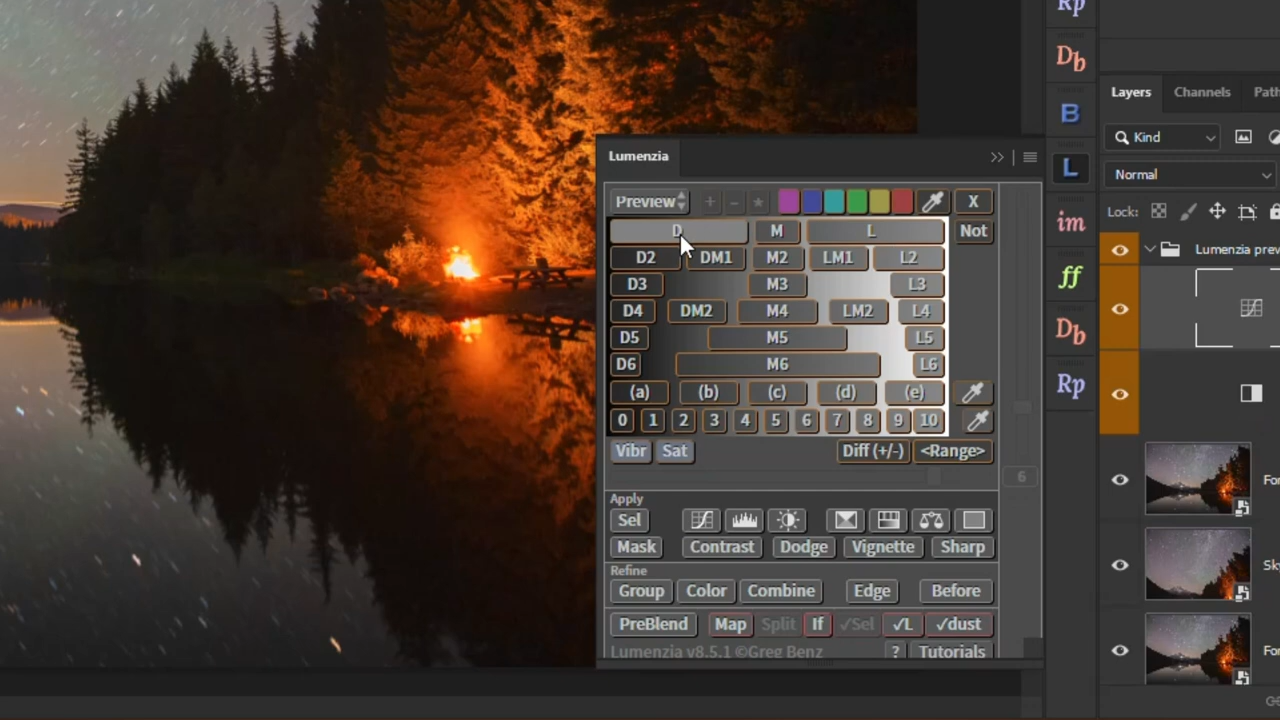 Rp
Db
Layers Channels Path
B
Kind
Lumenzia
L
Normal
Preview + - ★ X
Lock:
im
D M L Not
D2 DM1 M2 LM1 L2
Lumenzia prev
D3 M3 L3
ff
D4 DM2 M4 LM2 L4
Db
D5 M5 L5
D6 M6 L6
Rp
(a) (b) (c) (d) (e)
0 1 2 3 4 5 6 7 8 9 10
Vibr Sat Diff (+/-) <Range>
6
For
Apply
Sel
Mask Contrast Dodge Vignette Sharp
Sky
Refine
Group Color Combine Edge Before
PreBlend Map Split If ✓Sel ✓L ✓dust
Lumenzia v8.5.1 ©Greg Benz ? Tutorials
For